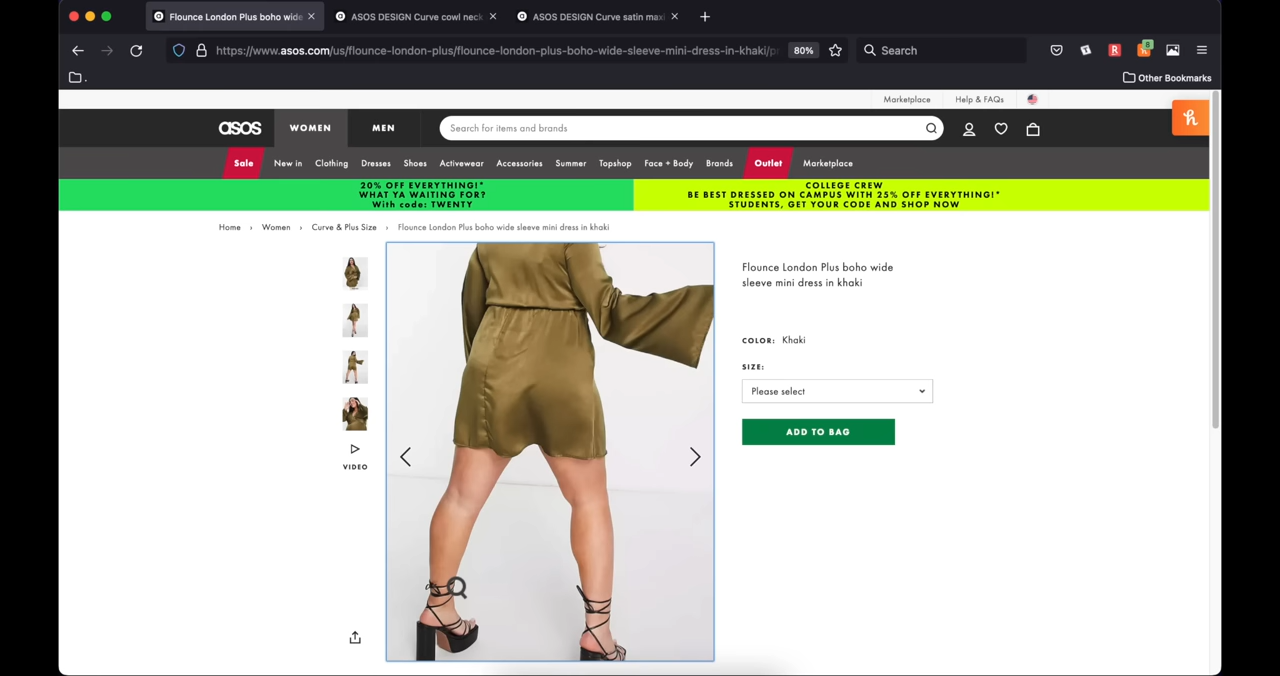 Flounce London Plus boho wide
ASOS DESIGN Curve cowl neck
ASOS DESIGN Curve satin maxi
https://www.asos.com/us/flounce-london-plus/flounce-london-plus-boho-wide-sleeve-mini-dress-in-khaki/pr
80%
Search
R
8
.
Other Bookmarks
Marketplace
Help & FAQs
h
asos
WOMEN
MEN
Search for items and brands
Sale
New in
Clothing
Dresses
Shoes
Activewear
Accessories
Summer
Topshop
Face + Body
Brands
Outlet
Marketplace
20% OFF EVERYTHING!*
WHAT YA WAITING FOR?
With code: TWENTY
COLLEGE CREW
BE BEST DRESSED ON CAMPUS WITH 25% OFF EVERYTHING!*
STUDENTS, GET YOUR CODE AND SHOP NOW
Home › Women › Curve & Plus Size › Flounce London Plus boho wide sleeve mini dress in khaki
VIDEO
Flounce London Plus boho wide
sleeve mini dress in khaki
COLOR: Khaki
SIZE:
Please select
ADD TO BAG